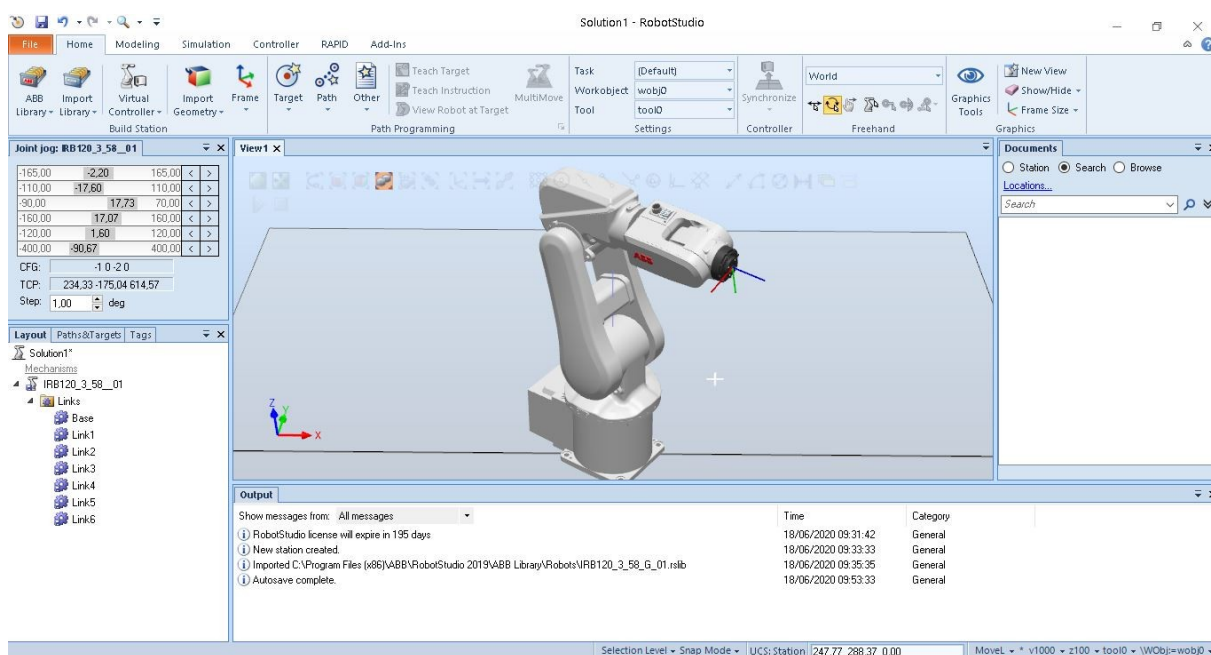 Solution1 - RobotStudio
File Home Modeling Simulation Controller RAPID Add-Ins
ABB Library
Import Library
Virtual Controller
Import Geometry
Build Station
Frame
Target
Path
Other
Teach Target
Teach Instruction
View Robot at Target
MultiMove
Path Programming
Task (Default)
Workobject wobj0
Tool tool0
Settings
Synchronize
Controller
World
Freehand
Graphics Tools
New View
Show/Hide
Frame Size
Graphics
Joint jog: IRB120_3_58__01
-165,00 -2,20 165,00 < >
-110,00 -17,60 110,00 < >
-90,00 17,73 70,00 < >
-160,00 17,07 160,00 < >
-120,00 1,60 120,00 < >
-400,00 -90,67 400,00 < >
CFG: -1 0 -2 0
TCP: 234,33 -175,04 614,57
Step: 1,00 deg
Layout Paths&Targets Tags
Solution1*
Mechanisms
IRB120_3_58__01
Links
Base
Link1
Link2
Link3
Link4
Link5
Link6
View1
ABB
Z
Y
X
Documents
Station Search Browse
Locations...
Search
Output
Show messages from: All messages Time Category
RobotStudio license will expire in 195 days 18/06/2020 09:31:42 General
New station created. 18/06/2020 09:33:33 General
Imported C:\Program Files (x86)\ABB\RobotStudio 2019\ABB Library\Robots\IRB120_3_58_G_01.rslib 18/06/2020 09:35:35 General
Autosave complete. 18/06/2020 09:53:33 General
Selection Level Snap Mode UCS: Station 247,77 288,37 0,00 MoveL * v1000 z100 tool0 \WObj:=wobj0